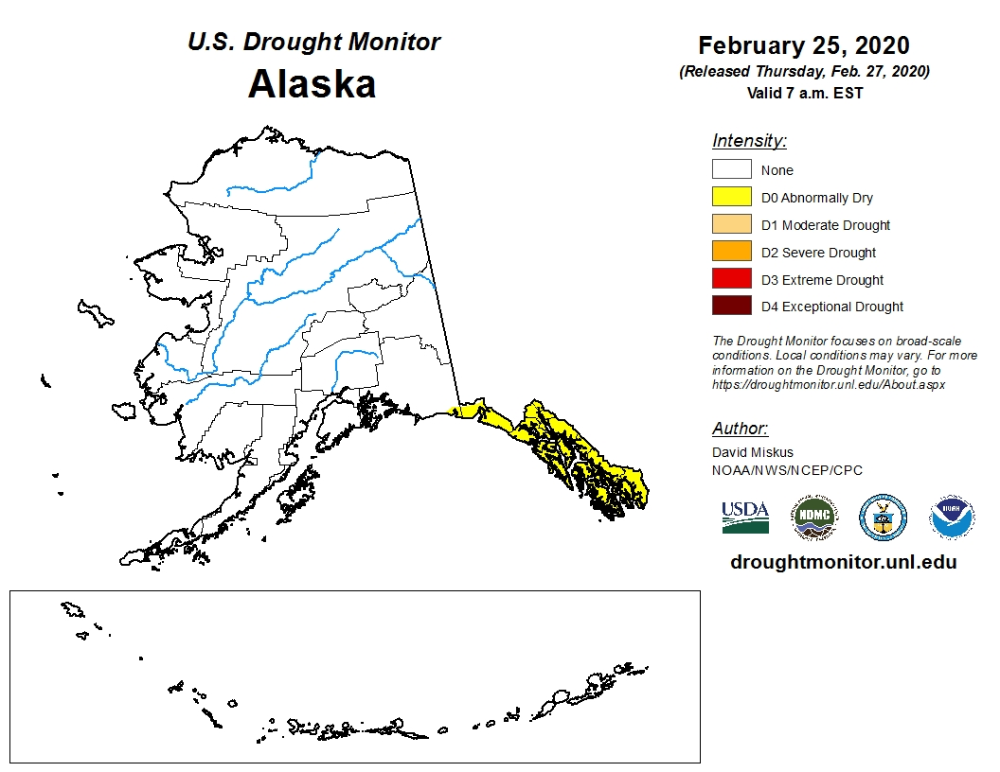 U.S. Drought Monitor
Alaska
February 25, 2020
(Released Thursday, Feb. 27, 2020)
Valid 7 a.m. EST
Intensity:
None
D0 Abnormally Dry
D1 Moderate Drought
D2 Severe Drought
D3 Extreme Drought
D4 Exceptional Drought
The Drought Monitor focuses on broad-scale
conditions. Local conditions may vary. For more
information on the Drought Monitor, go to
https://droughtmonitor.unl.edu/About.aspx
Author:
David Miskus
NOAA/NWS/NCEP/CPC
USDA
NDMC
NOAA
droughtmonitor.unl.edu